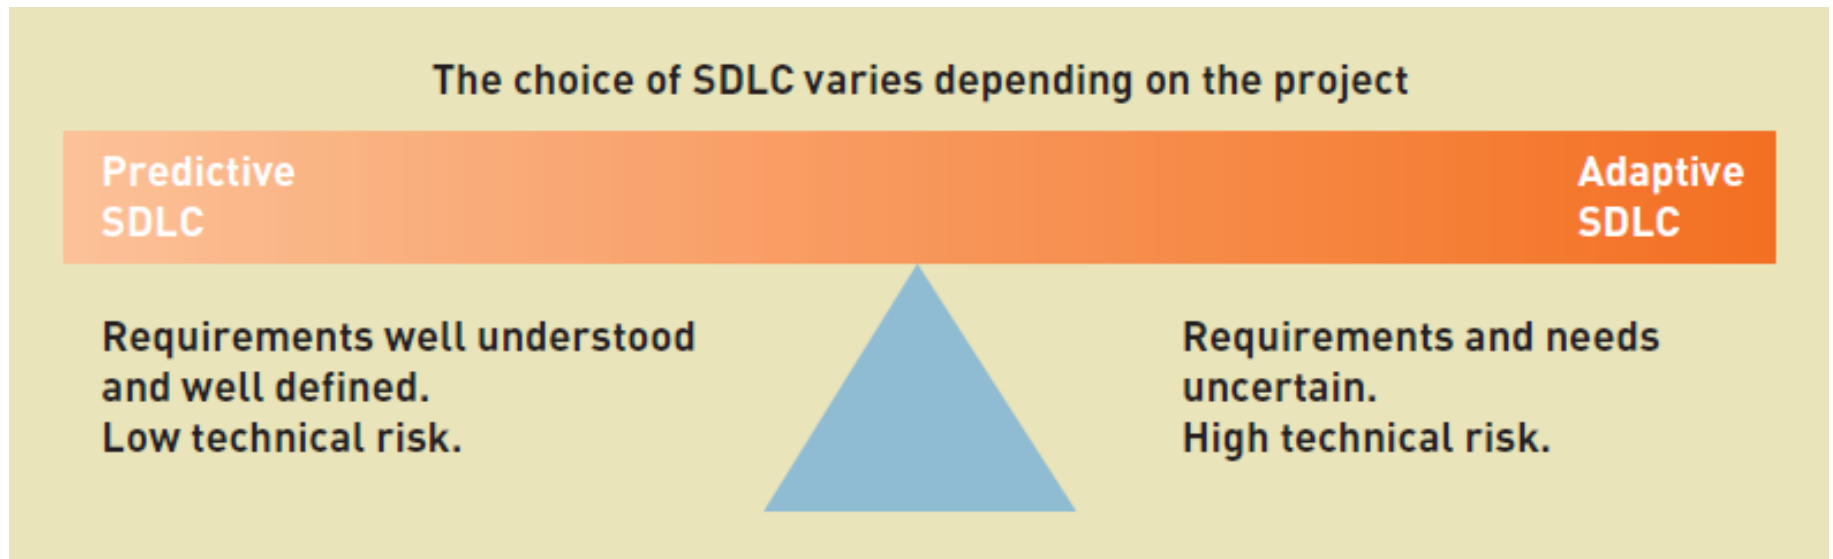 The choice of SDLC varies depending on the project
Predictive
SDLC
Adaptive
SDLC
Requirements well understood
and well defined.
Low technical risk.
Requirements and needs
uncertain.
High technical risk.